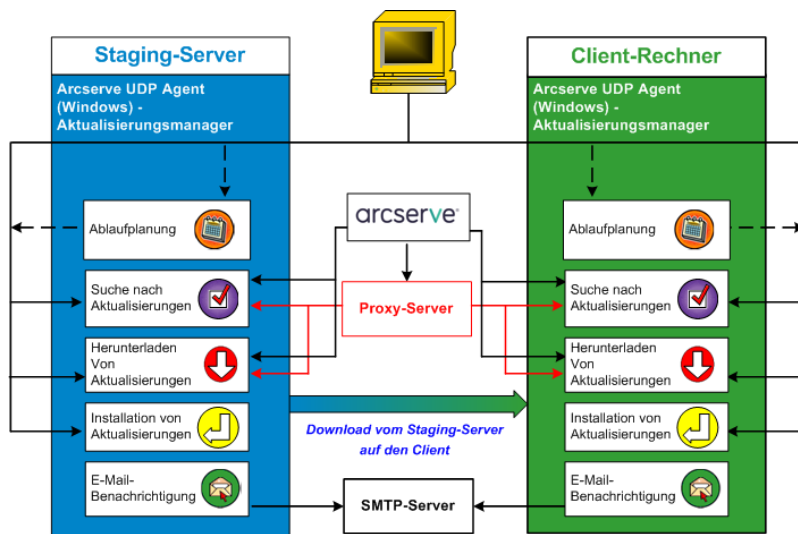 Staging-Server
Arcserve UDP Agent
(Windows) -
Aktualisierungsmanager
Ablaufplanung
Suche nach
Aktualisierungen
Herunterladen
Von
Aktualisierungen
Installation von
Aktualisierungen
E-Mail-
Benachrichtigung
arcserve®
Proxy-Server
Download vom Staging-Server
auf den Client
SMTP-Server
Client-Rechner
Arcserve UDP Agent
(Windows) -
Aktualisierungsmanager
Ablaufplanung
Suche nach
Aktualisierungen
Herunterladen
Von
Aktualisierungen
Installation von
Aktualisierungen
E-Mail-
Benachrichtigung